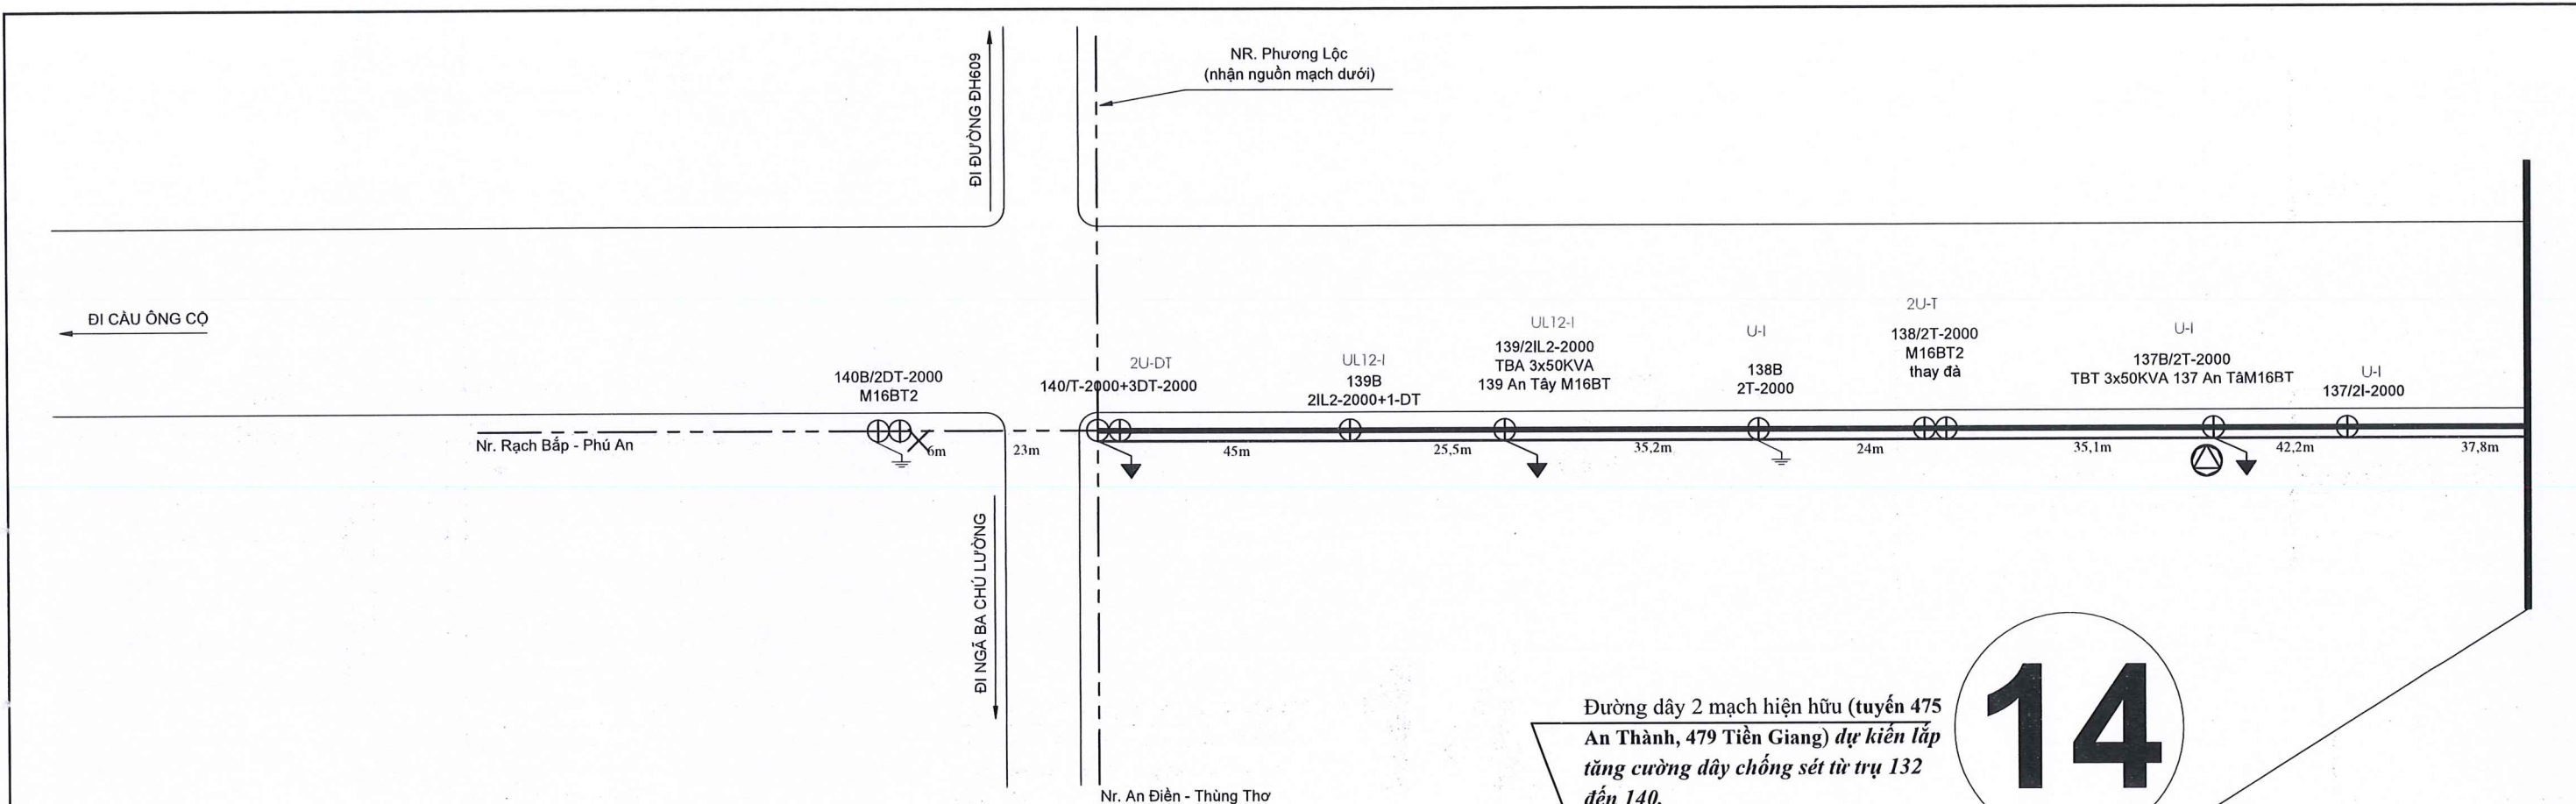 NR. Phương Lộc
(nhận nguồn mạch dưới)
ĐI ĐƯỜNG ĐH609
ĐI CẦU ÔNG CỘ
140B/2DT-2000
M16BT2
2U-DT
140/T-2000+3DT-2000
UL12-I
139B
2IL2-2000+1-DT
UL12-I
139/2IL2-2000
TBA 3x50KVA
139 An Tây M16BT
U-I
138B
2T-2000
2U-T
138/2T-2000
M16BT2
thay đà
U-I
137B/2T-2000
TBT 3x50KVA 137 An TâM16BT
U-I
137/2I-2000
Nr. Rạch Bắp - Phú An
6m
23m
45m
25,5m
35,2m
24m
35,1m
42,2m
37,8m
ĐI NGÃ BA CHÚ LƯỜNG
Nr. An Điền - Thùng Thơ
Đường dây 2 mạch hiện hữu (tuyến 475
An Thành, 479 Tiền Giang) dự kiến lắp
tăng cường dây chống sét từ trụ 132
đến 140.
14